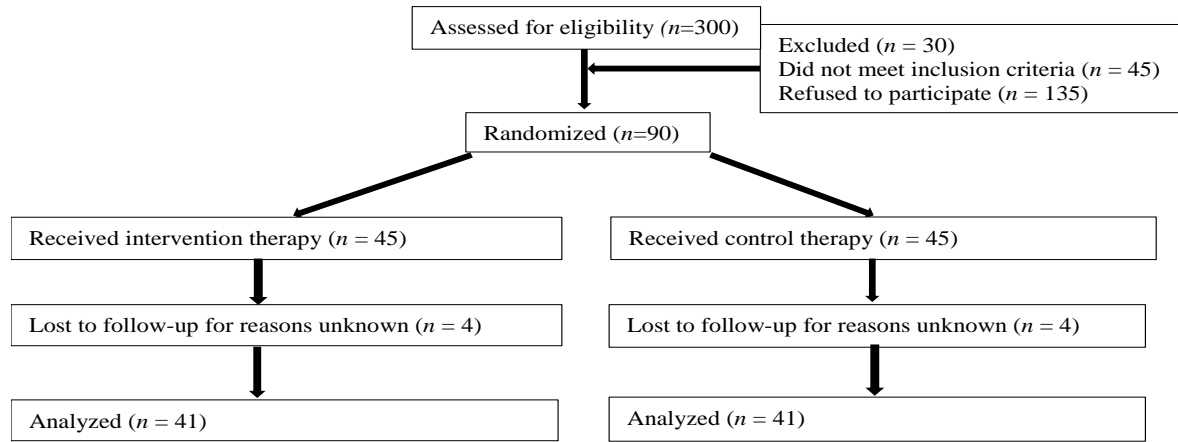 Assessed for eligibility (n=300)
Excluded (n = 30)
Did not meet inclusion criteria (n = 45)
Refused to participate (n = 135)
Randomized (n=90)
Received intervention therapy (n = 45)
Received control therapy (n = 45)
Lost to follow-up for reasons unknown (n = 4)
Lost to follow-up for reasons unknown (n = 4)
Analyzed (n = 41)
Analyzed (n = 41)